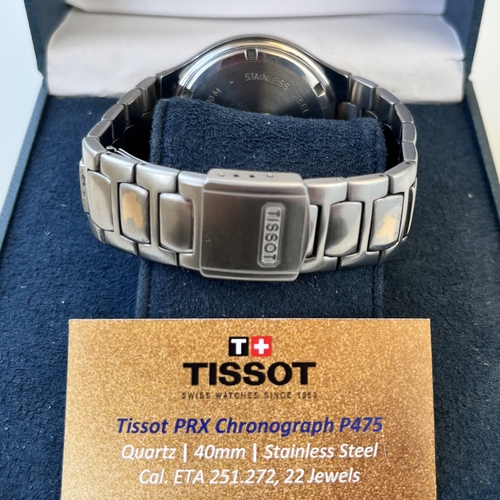 STAINLESS STEEL
TISSOT
T+
TISSOT
SWISS WATCHES SINCE 1853
Tissot PRX Chronograph P475
Quartz | 40mm | Stainless Steel
Cal. ETA 251.272, 22 Jewels